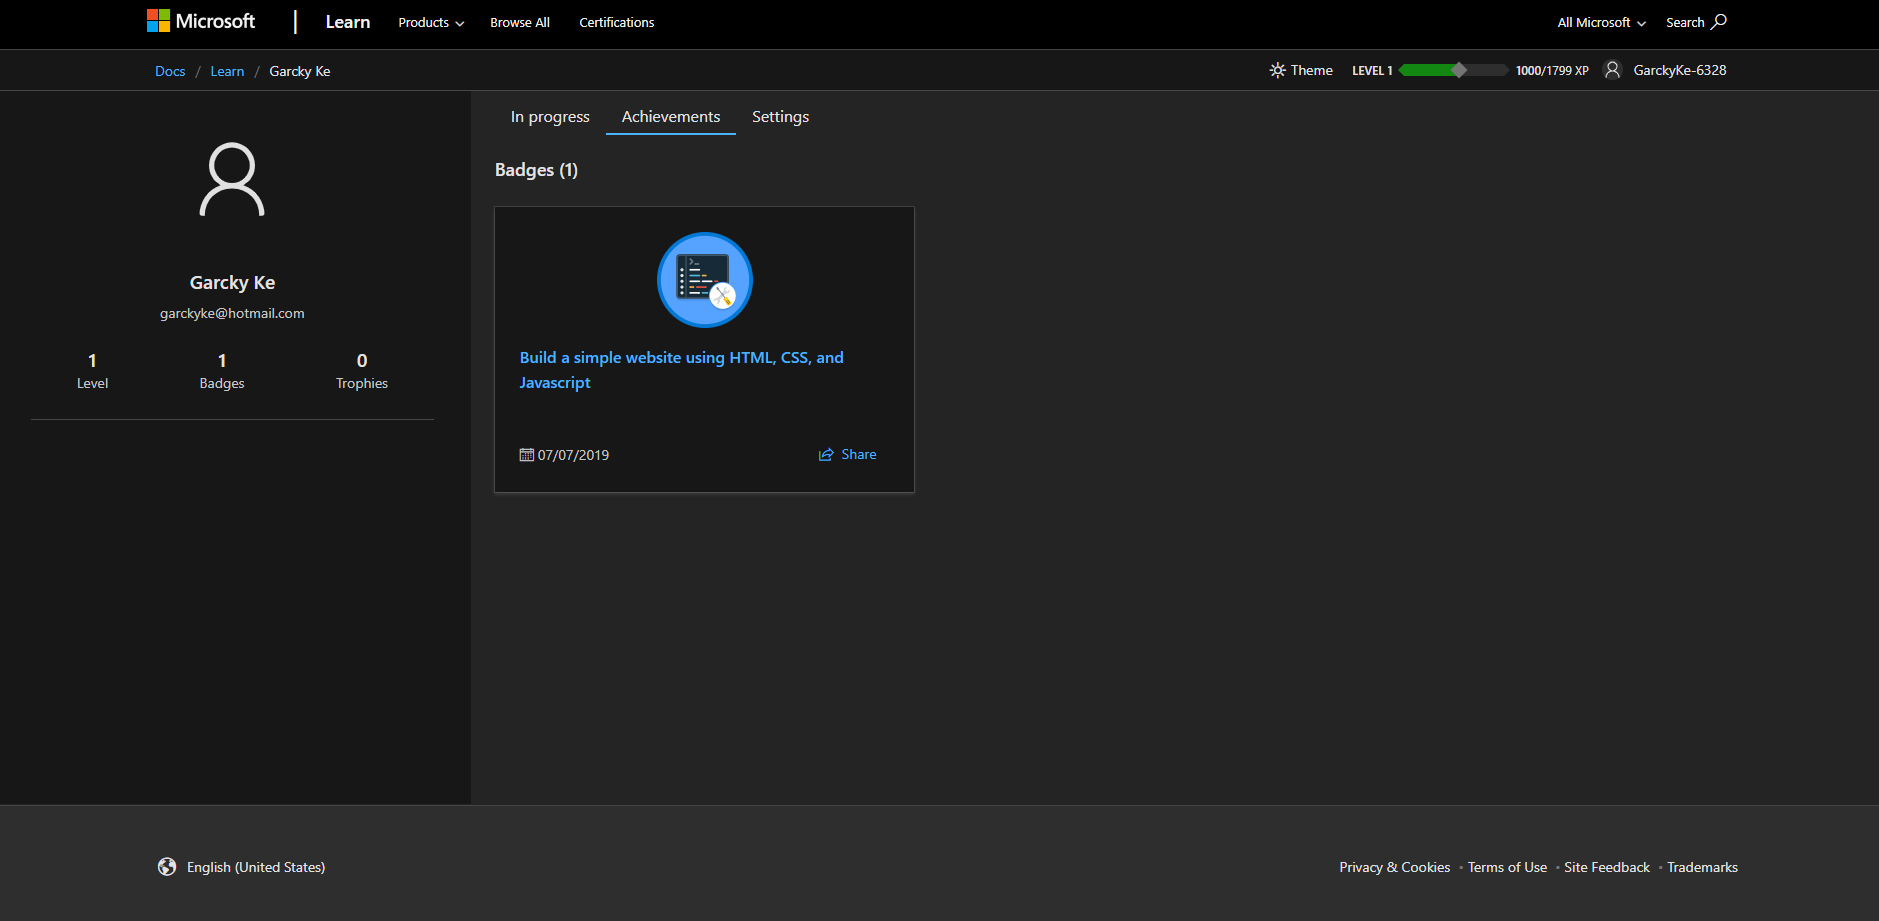 Microsoft | Learn Products Browse All Certifications All Microsoft Search
Docs / Learn / Garcky Ke Theme LEVEL 1 1000/1799 XP GarckyKe-6328
In progress Achievements Settings
Badges (1)
Garcky Ke
garckyke@hotmail.com
1 1 0
Level Badges Trophies
Build a simple website using HTML, CSS, and
Javascript
07/07/2019 Share
English (United States) Privacy & Cookies • Terms of Use • Site Feedback • Trademarks